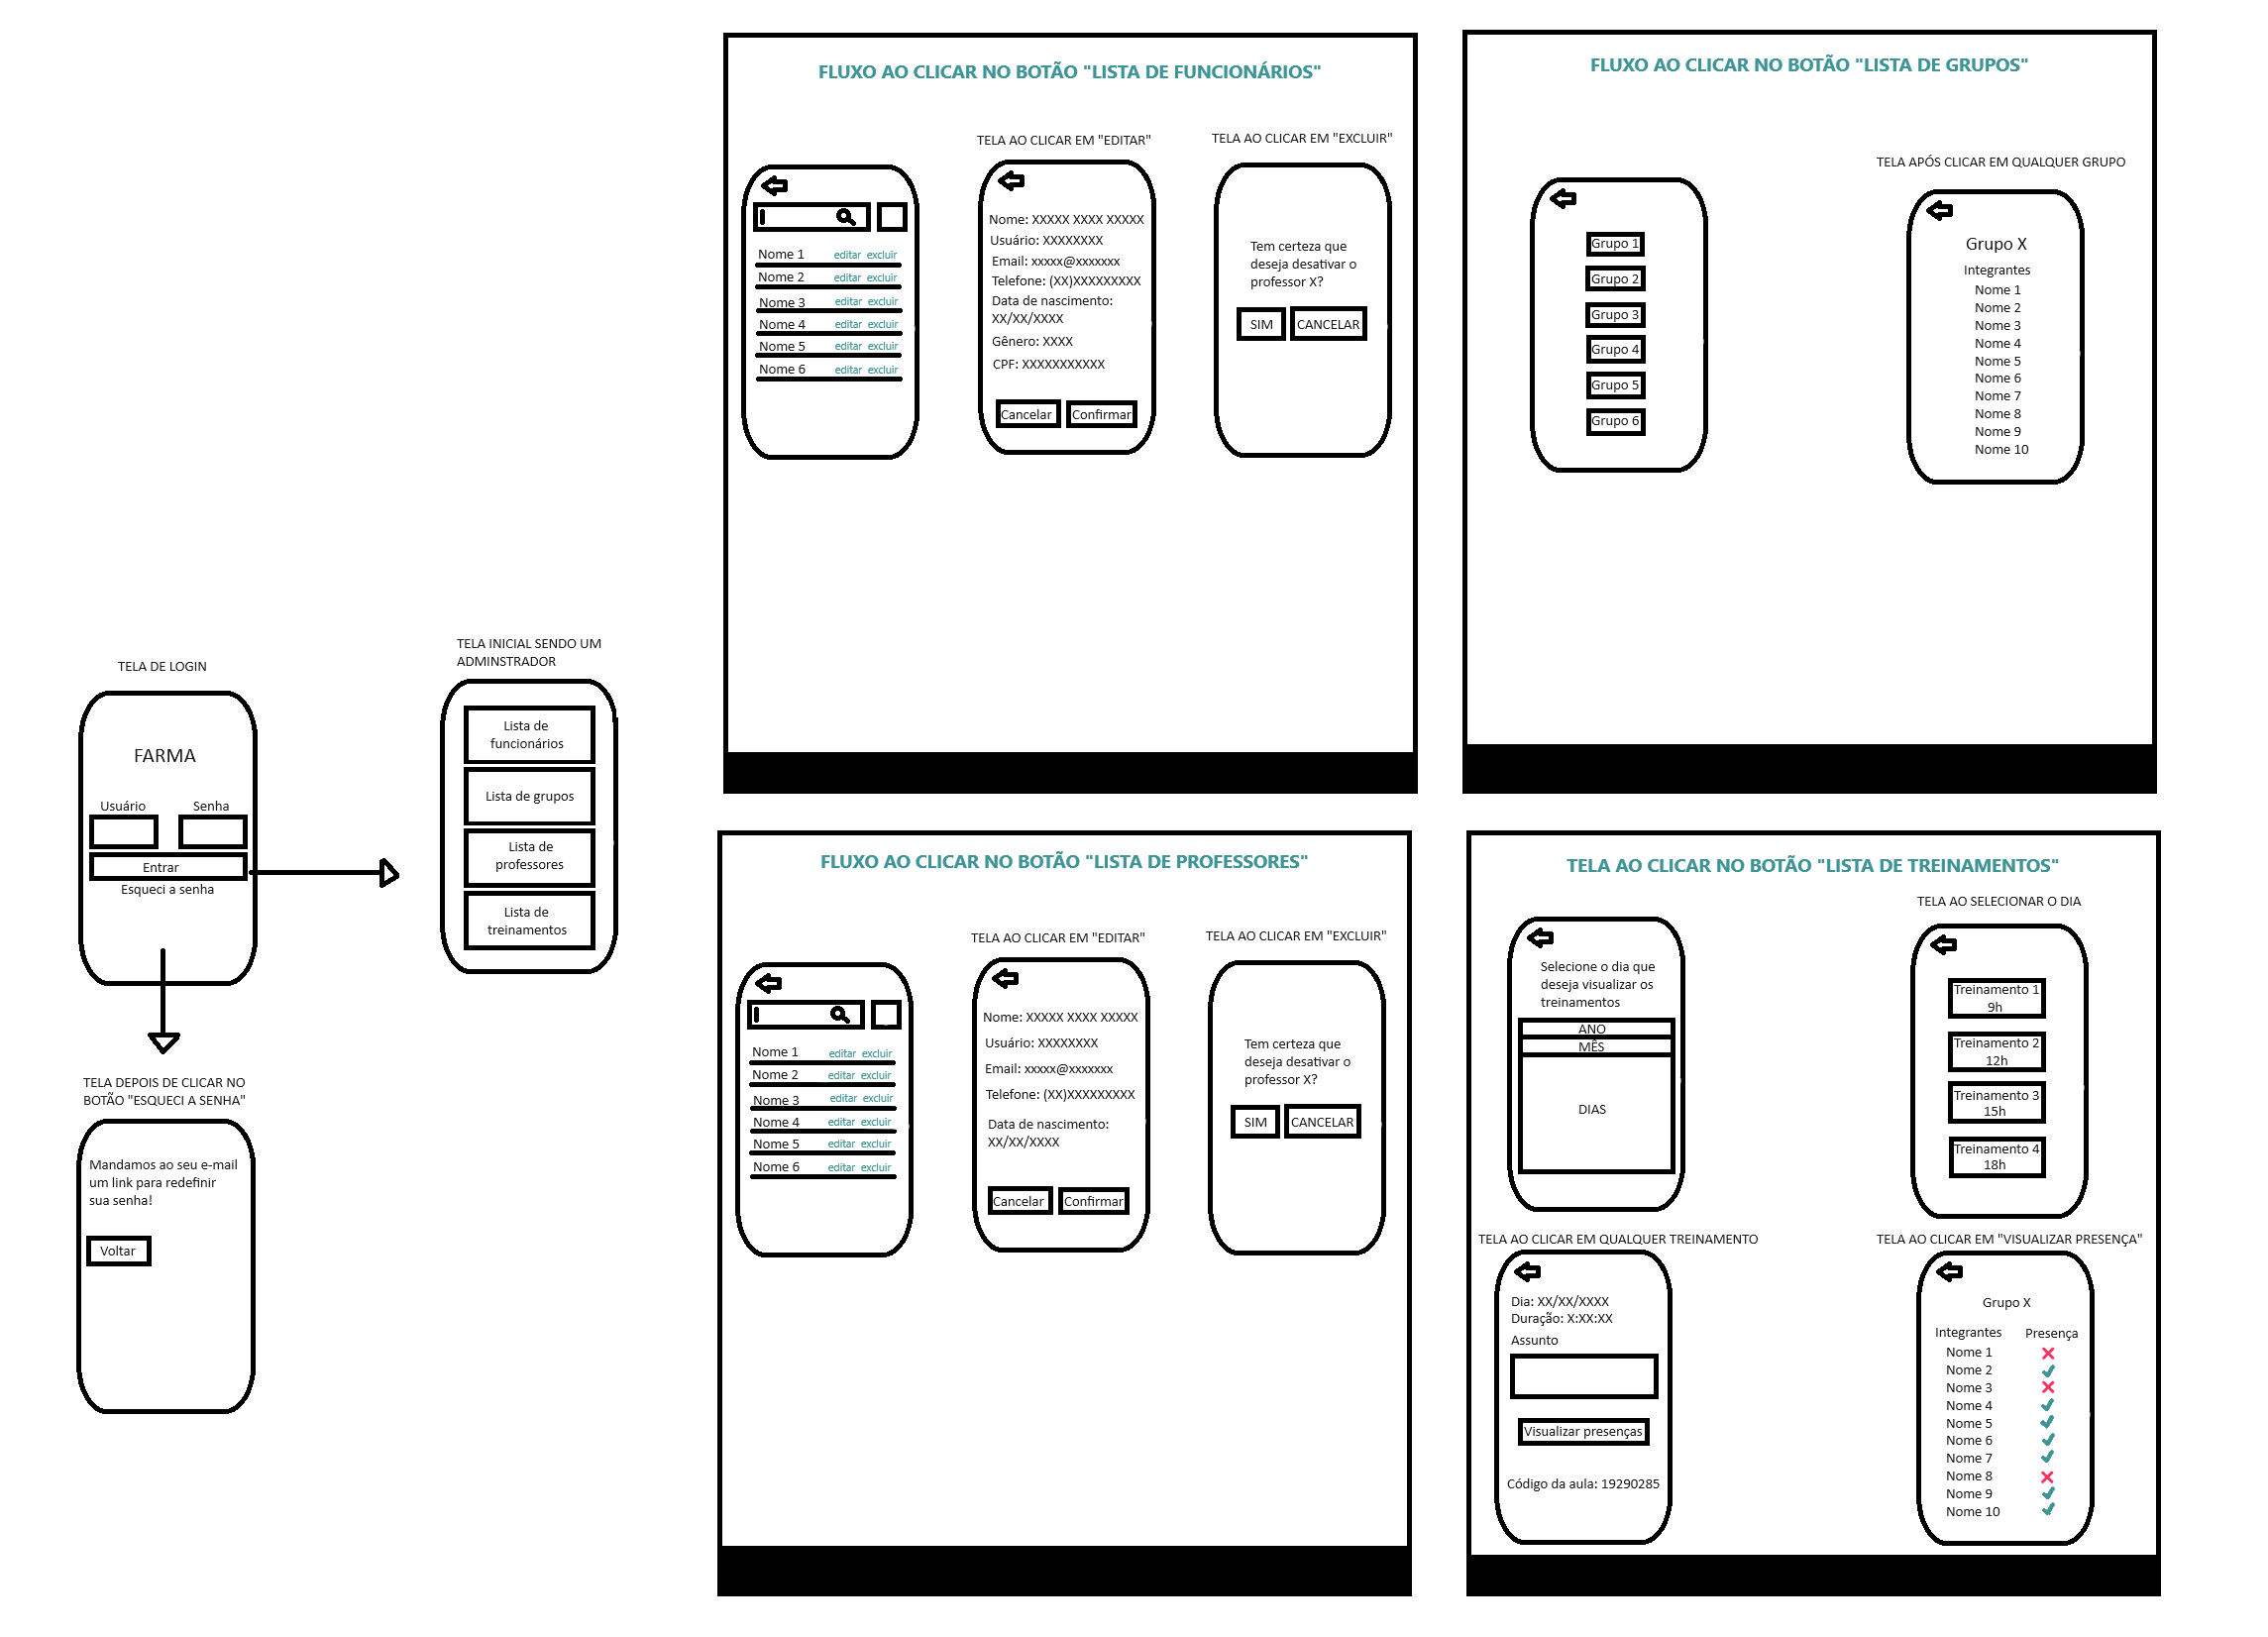 TELA DE LOGIN
FARMA
Usuário
Senha
Entrar
Esqueci a senha
TELA DEPOIS DE CLICAR NO
BOTÃO "ESQUECI A SENHA"
Mandamos ao seu e-mail
um link para redefinir
sua senha!
Voltar
TELA INICIAL SENDO UM
ADMINSTRADOR
Lista de
funcionários
Lista de grupos
Lista de
professores
Lista de
treinamentos
FLUXO AO CLICAR NO BOTÃO "LISTA DE FUNCIONÁRIOS"
Nome 1 editar excluir
Nome 2 editar excluir
Nome 3 editar excluir
Nome 4 editar excluir
Nome 5 editar excluir
Nome 6 editar excluir
TELA AO CLICAR EM "EDITAR"
Nome: XXXXX XXXX XXXXX
Usuário: XXXXXXXX
Email: xxxxx@xxxxxxx
Telefone: (XX)XXXXXXXXX
Data de nascimento:
XX/XX/XXXX
Gênero: XXXX
CPF: XXXXXXXXXXX
Cancelar
Confirmar
TELA AO CLICAR EM "EXCLUIR"
Tem certeza que
deseja desativar o
professor X?
SIM
CANCELAR
FLUXO AO CLICAR NO BOTÃO "LISTA DE GRUPOS"
Grupo 1
Grupo 2
Grupo 3
Grupo 4
Grupo 5
Grupo 6
TELA APÓS CLICAR EM QUALQUER GRUPO
Grupo X
Integrantes
Nome 1
Nome 2
Nome 3
Nome 4
Nome 5
Nome 6
Nome 7
Nome 8
Nome 9
Nome 10
FLUXO AO CLICAR NO BOTÃO "LISTA DE PROFESSORES"
Nome 1 editar excluir
Nome 2 editar excluir
Nome 3 editar excluir
Nome 4 editar excluir
Nome 5 editar excluir
Nome 6 editar excluir
TELA AO CLICAR EM "EDITAR"
Nome: XXXXX XXXX XXXXX
Usuário: XXXXXXXX
Email: xxxxx@xxxxxxx
Telefone: (XX)XXXXXXXXX
Data de nascimento:
XX/XX/XXXX
Cancelar
Confirmar
TELA AO CLICAR EM "EXCLUIR"
Tem certeza que
deseja desativar o
professor X?
SIM
CANCELAR
TELA AO CLICAR NO BOTÃO "LISTA DE TREINAMENTOS"
Selecione o dia que
deseja visualizar os
treinamentos
ANO
MÊS
DIAS
TELA AO SELECIONAR O DIA
Treinamento 1
9h
Treinamento 2
12h
Treinamento 3
15h
Treinamento 4
18h
TELA AO CLICAR EM QUALQUER TREINAMENTO
Dia: XX/XX/XXXX
Duração: X:XX:XX
Assunto
Visualizar presenças
Código da aula: 19290285
TELA AO CLICAR EM "VISUALIZAR PRESENÇA"
Grupo X
Integrantes Presença
Nome 1
Nome 2
Nome 3
Nome 4
Nome 5
Nome 6
Nome 7
Nome 8
Nome 9
Nome 10